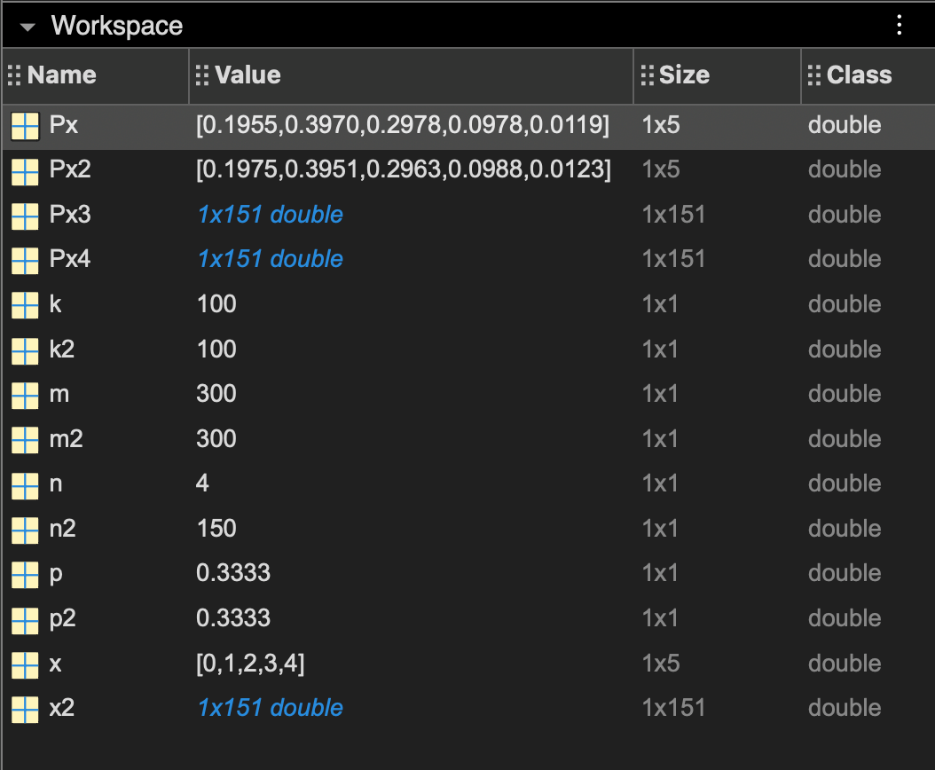 Workspace
Name Value Size Class
Px [0.1955,0.3970,0.2978,0.0978,0.0119] 1x5 double
Px2 [0.1975,0.3951,0.2963,0.0988,0.0123] 1x5 double
Px3 1x151 double 1x151 double
Px4 1x151 double 1x151 double
k 100 1x1 double
k2 100 1x1 double
m 300 1x1 double
m2 300 1x1 double
n 4 1x1 double
n2 150 1x1 double
p 0.3333 1x1 double
p2 0.3333 1x1 double
x [0,1,2,3,4] 1x5 double
x2 1x151 double 1x151 double